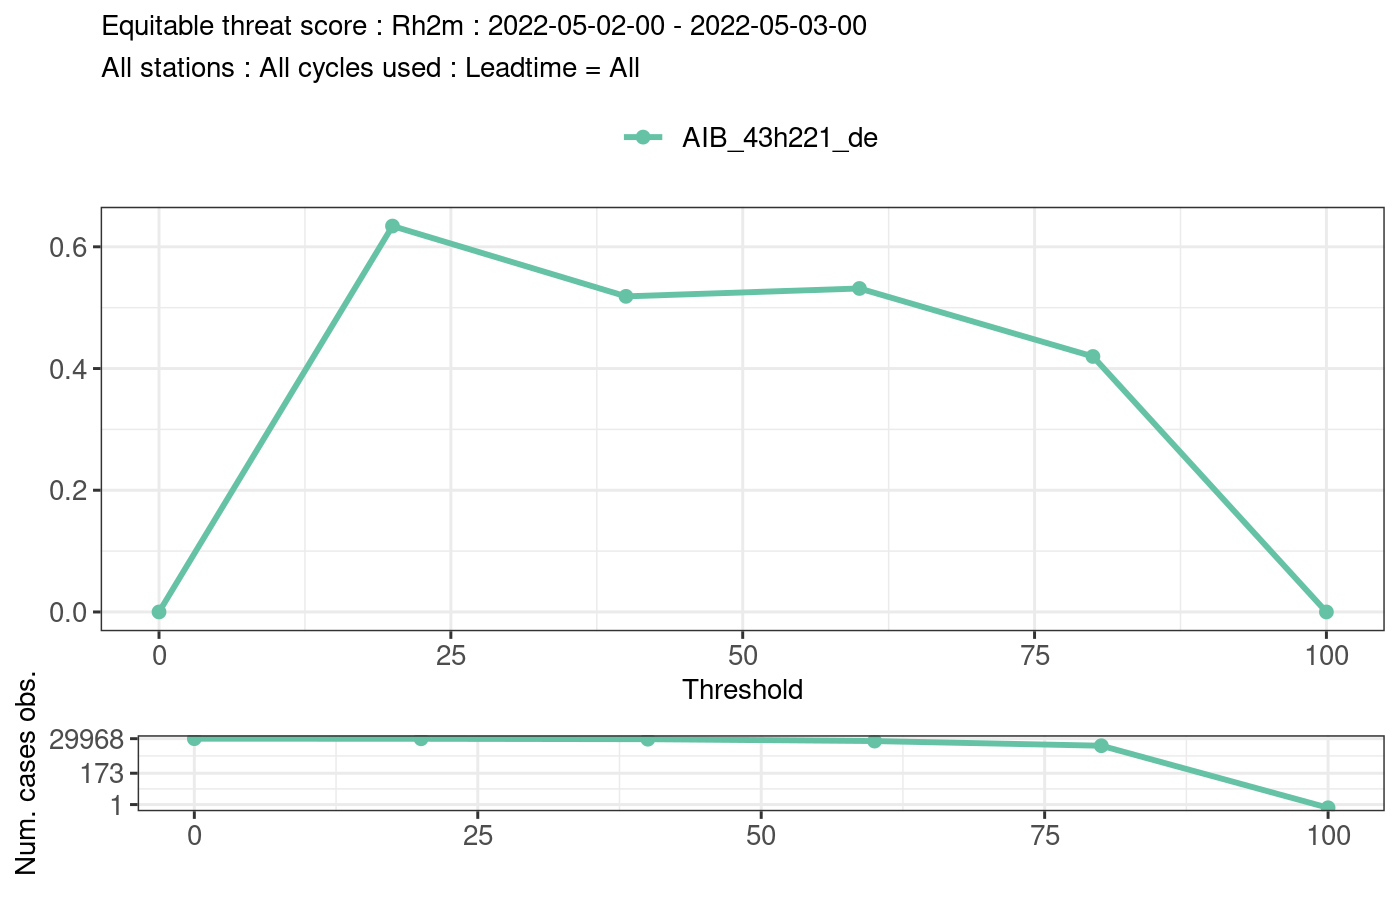 Equitable threat score : Rh2m : 2022-05-02-00 - 2022-05-03-00
All stations : All cycles used : Leadtime = All
AIB_43h221_de
0.6
0.4
0.2
0.0
0 25 50 75 100
Threshold
Num. cases obs.
29968
173
1
0 25 50 75 100